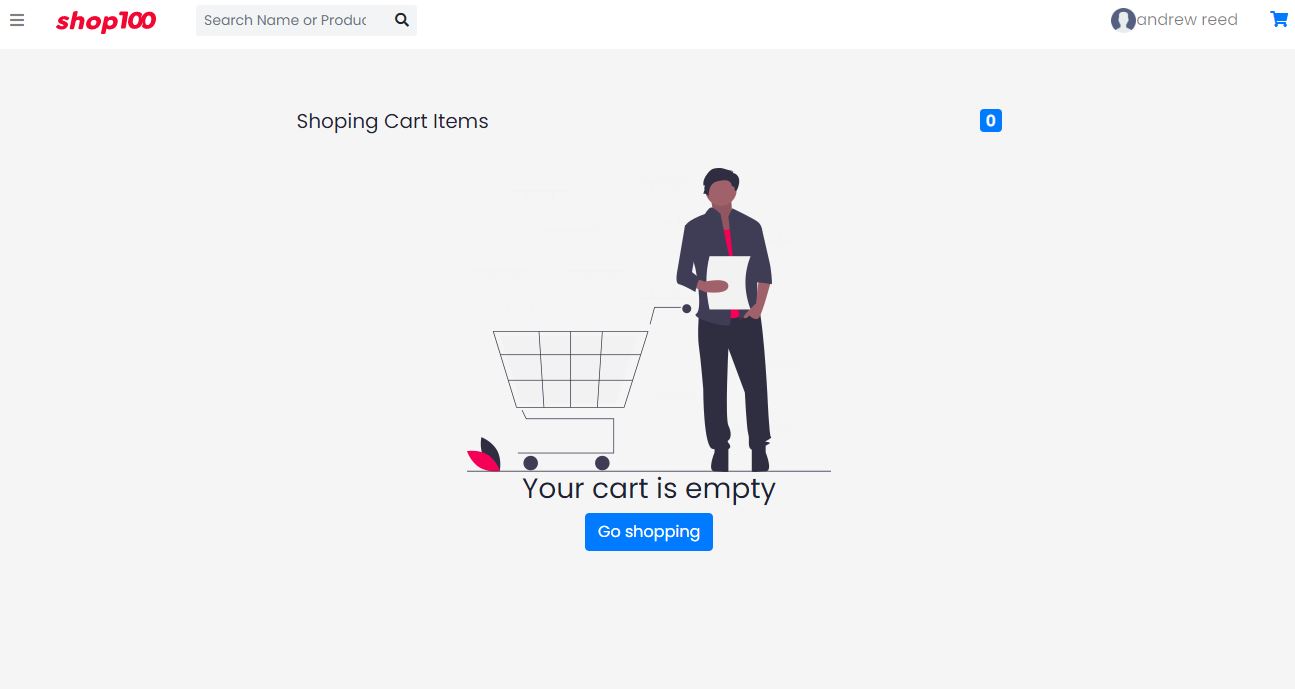 shop100
Search Name or Produc
andrew reed
Shoping Cart Items
0
Your cart is empty
Go shopping